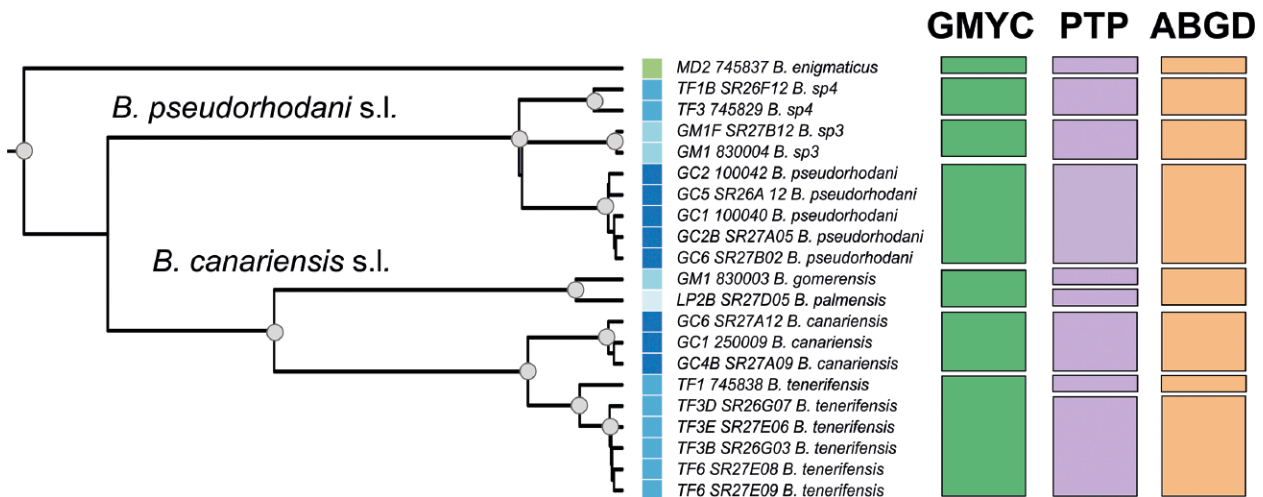 GMYC PTP ABGD
MD2 745837 B. enigmaticus
TF1B SR26F12 B. sp4
B. pseudorhodani s.l.
TF3 745829 B. sp4
GM1F SR27B12 B. sp3
GM1 830004 B. sp3
GC2 100042 B. pseudorhodani
GC5 SR26A 12 B. pseudorhodani
GC1 100040 B. pseudorhodani
GC2B SR27A05 B. pseudorhodani
GC6 SR27B02 B. pseudorhodani
B. canariensis s.l.
GM1 830003 B. gomerensis
LP2B SR27D05 B. palmensis
GC6 SR27A12 B. canariensis
GC1 250009 B. canariensis
GC4B SR27A09 B. canariensis
TF1 745838 B. tenerifensis
TF3D SR26G07 B. tenerifensis
TF3E SR27E06 B. tenerifensis
TF3B SR26G03 B. tenerifensis
TF6 SR27E08 B. tenerifensis
TF6 SR27E09 B. tenerifensis